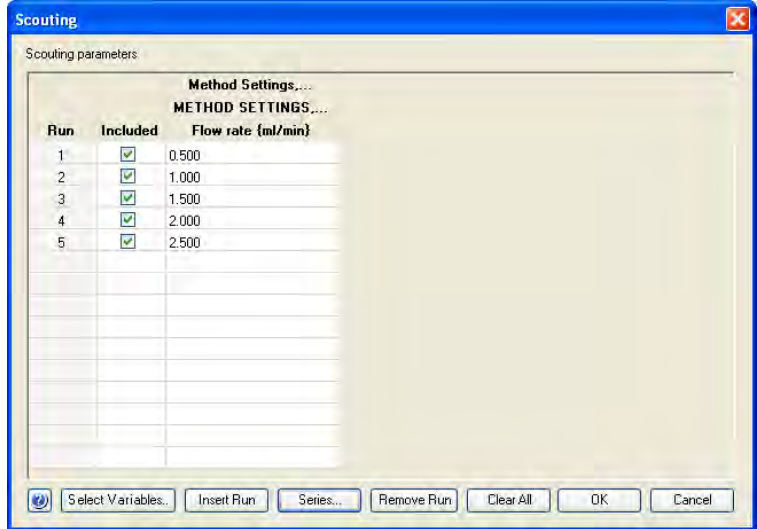 Scouting
Scouting parameters
Method Settings,...
METHOD SETTINGS,...
Run Included Flow rate {ml/min}
1 0.500
2 1.000
3 1.500
4 2.000
5 2.500
Select Variables.. Insert Run Series... Remove Run Clear All OK Cancel